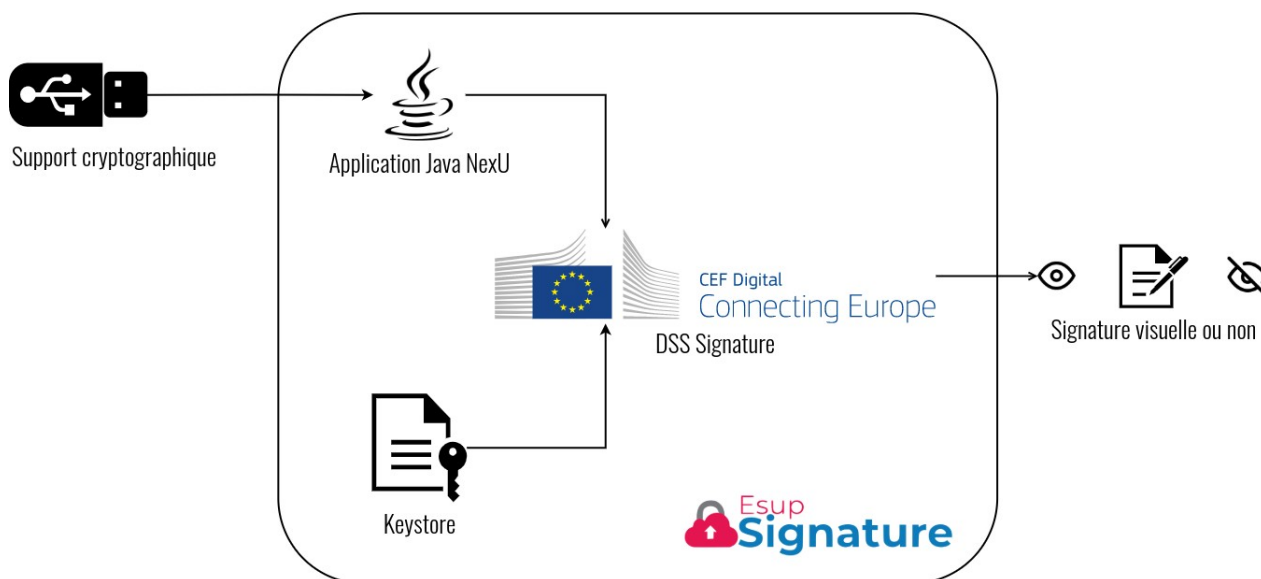 Support cryptographique
Application Java NexU
CEF Digital
Connecting Europe
DSS Signature
Signature visuelle ou non
Keystore
Esup
Signature